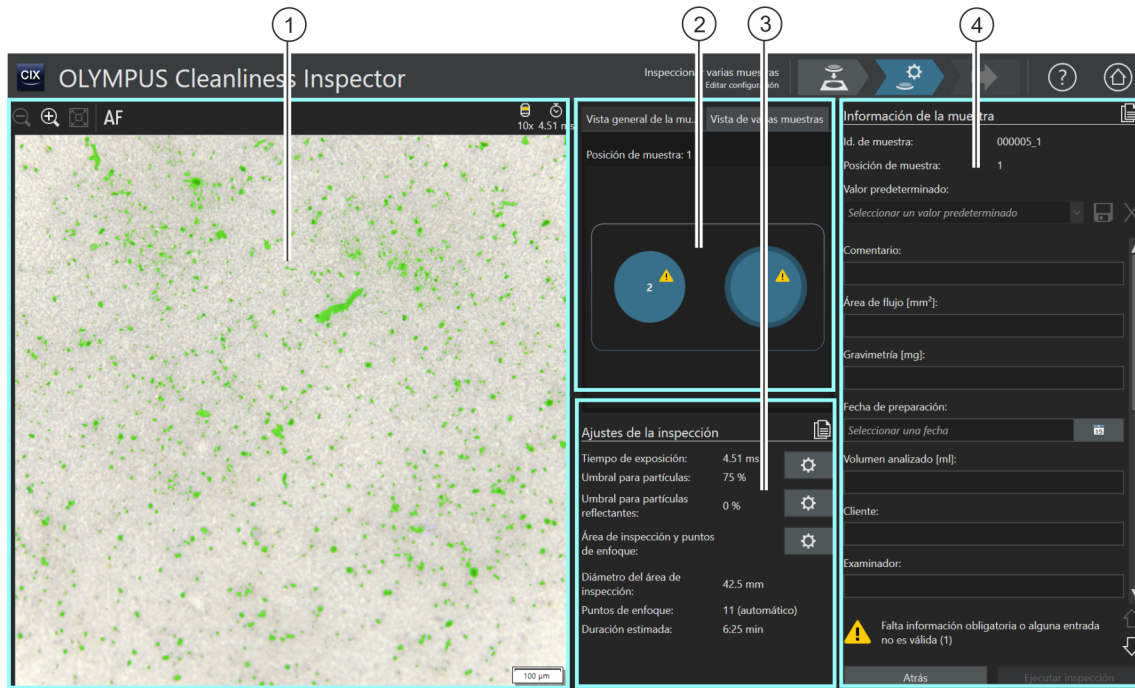 1
2
3
4
CIX OLYMPUS Cleanliness Inspector
Inspeccionar varias muestras
Editar configuración
?
AF
10x 4.51 ms
100 µm
Vista general de la mu... Vista de varias muestras
Posición de muestra: 1
2
Ajustes de la inspección
Tiempo de exposición: 4.51 ms
Umbral para partículas: 75 %
Umbral para partículas
reflectantes: 0 %
Área de inspección y puntos
de enfoque:
Diámetro del área de
inspección: 42.5 mm
Puntos de enfoque: 11 (automático)
Duración estimada: 6:25 min
Información de la muestra
Id. de muestra: 000005_1
Posición de muestra: 1
Valor predeterminado:
Seleccionar un valor predeterminado
Comentario:
Área de flujo [mm²]:
Gravimetría [mg]:
Fecha de preparación:
Seleccionar una fecha 15
Volumen analizado [ml]:
Cliente:
Examinador:
Falta información obligatoria o alguna entrada
no es válida (1)
Atrás Ejecutar inspección